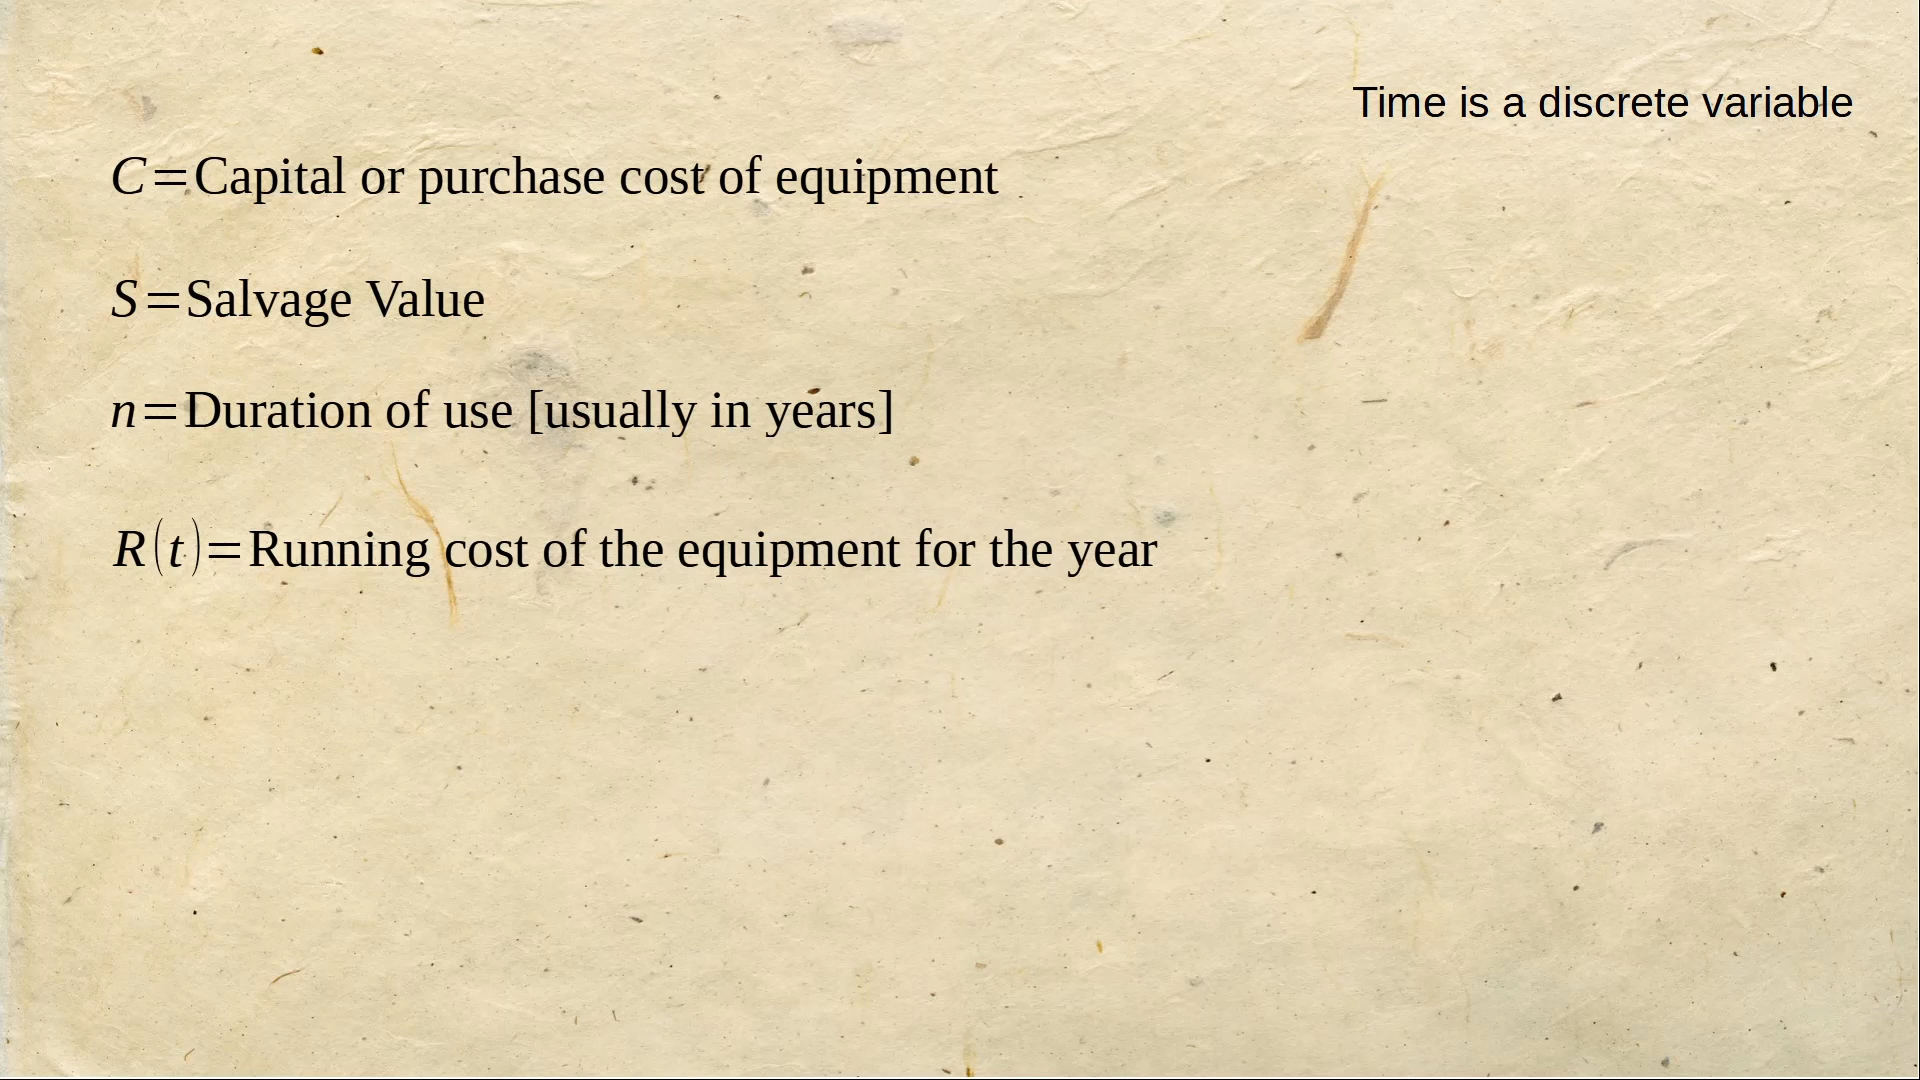 Time is a discrete variable
C=Capital or purchase cost of equipment
S=Salvage Value
n=Duration of use [usually in years]
R(t)=Running cost of the equipment for the year